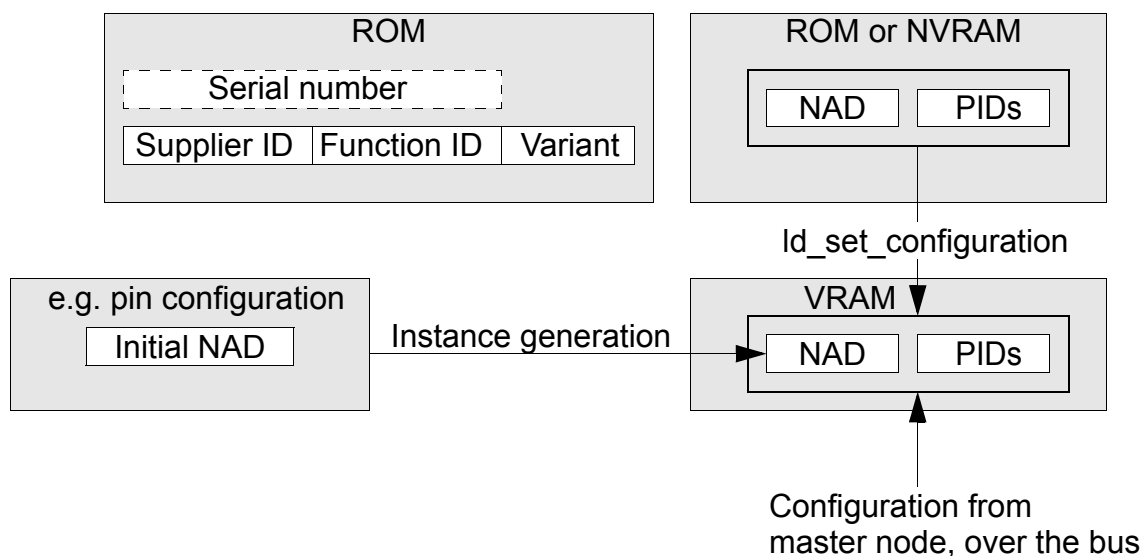 ROM
Serial number
Supplier ID Function ID Variant
ROM or NVRAM
NAD PIDs
ld_set_configuration
e.g. pin configuration
Initial NAD
Instance generation
VRAM
NAD PIDs
Configuration from
master node, over the bus